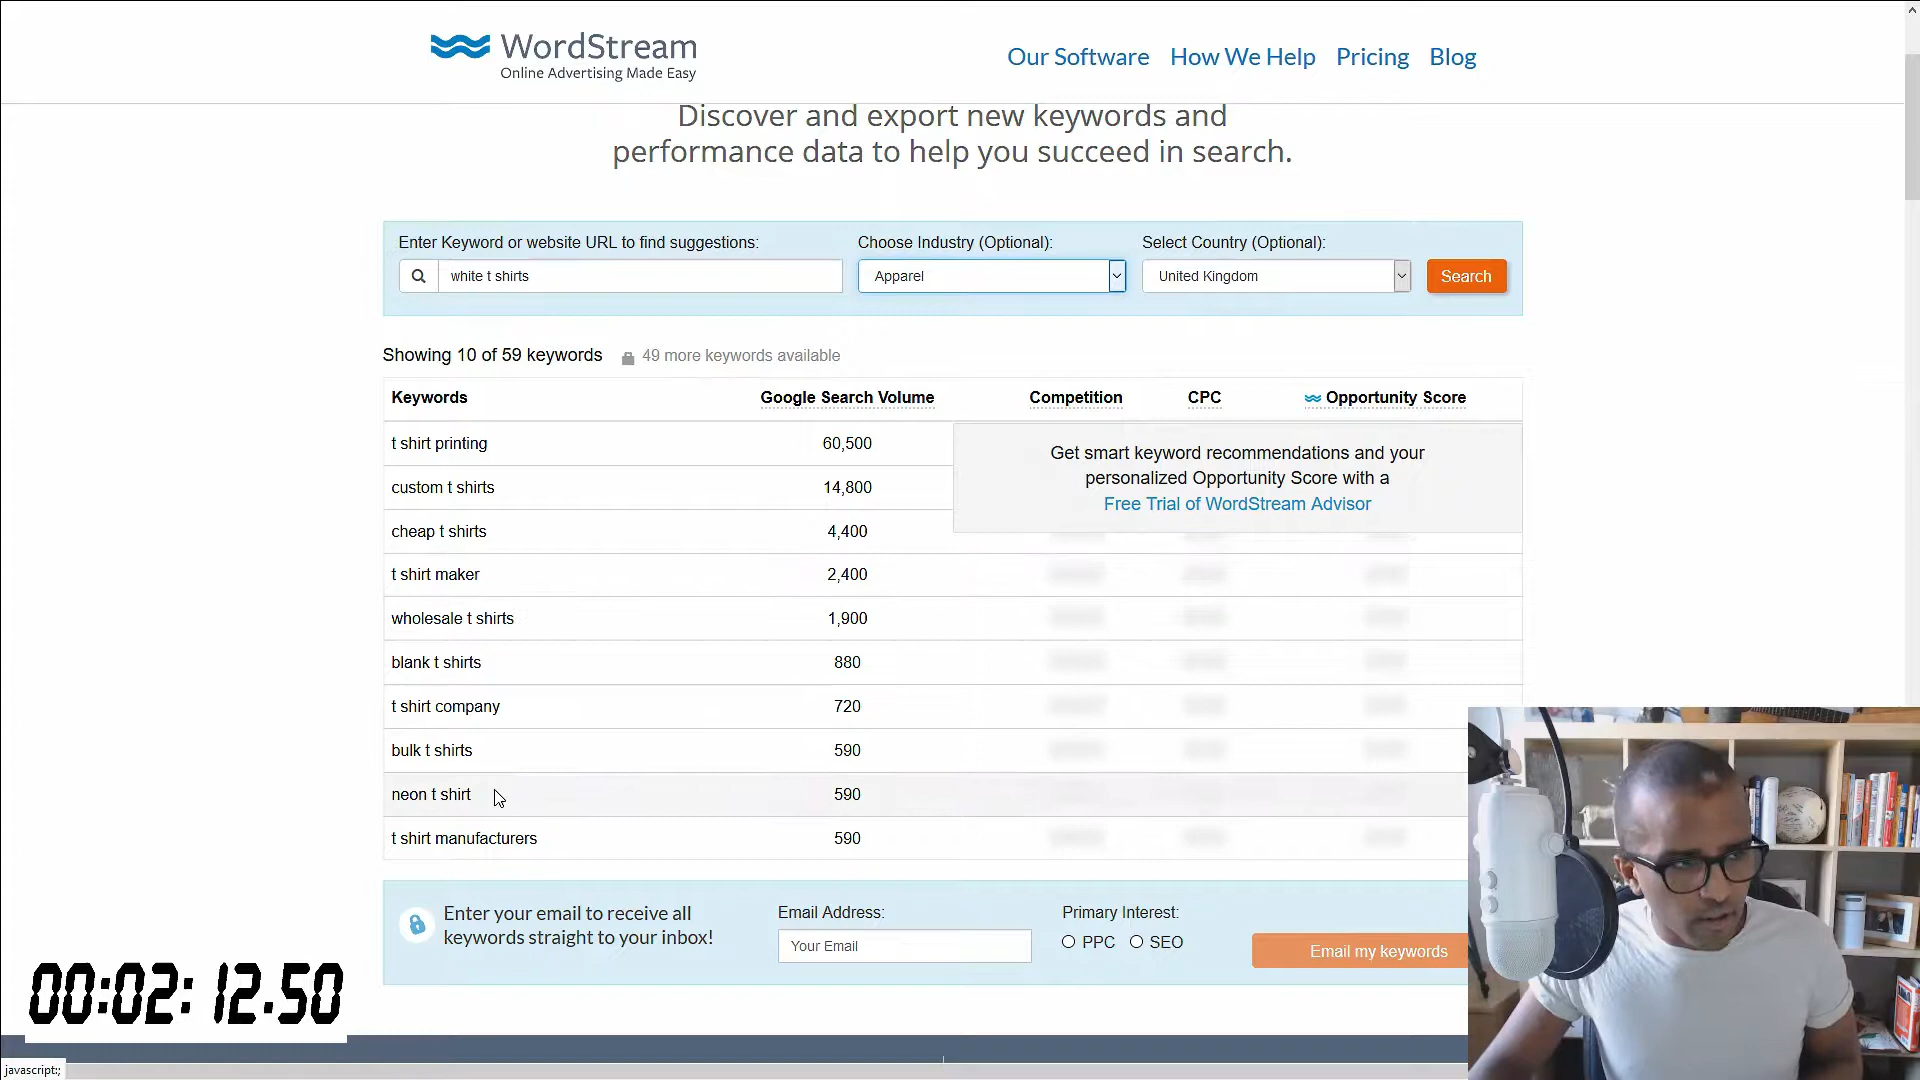 WordStream
Online Advertising Made Easy
Our Software How We Help Pricing Blog
Discover and export new keywords and
performance data to help you succeed in search.
Enter Keyword or website URL to find suggestions: Choose Industry (Optional): Select Country (Optional):
white t shirts Apparel United Kingdom Search
Showing 10 of 59 keywords 49 more keywords available
Keywords Google Search Volume Competition CPC Opportunity Score
t shirt printing 60,500
custom t shirts 14,800
cheap t shirts 4,400
t shirt maker 2,400
wholesale t shirts 1,900
blank t shirts 880
t shirt company 720
bulk t shirts 590
neon t shirt 590
t shirt manufacturers 590
Get smart keyword recommendations and your
personalized Opportunity Score with a
Free Trial of WordStream Advisor
Enter your email to receive all
keywords straight to your inbox!
Email Address:
Your Email
Primary Interest:
PPC SEO
Email my keywords
00:02:12.50
javascript:;